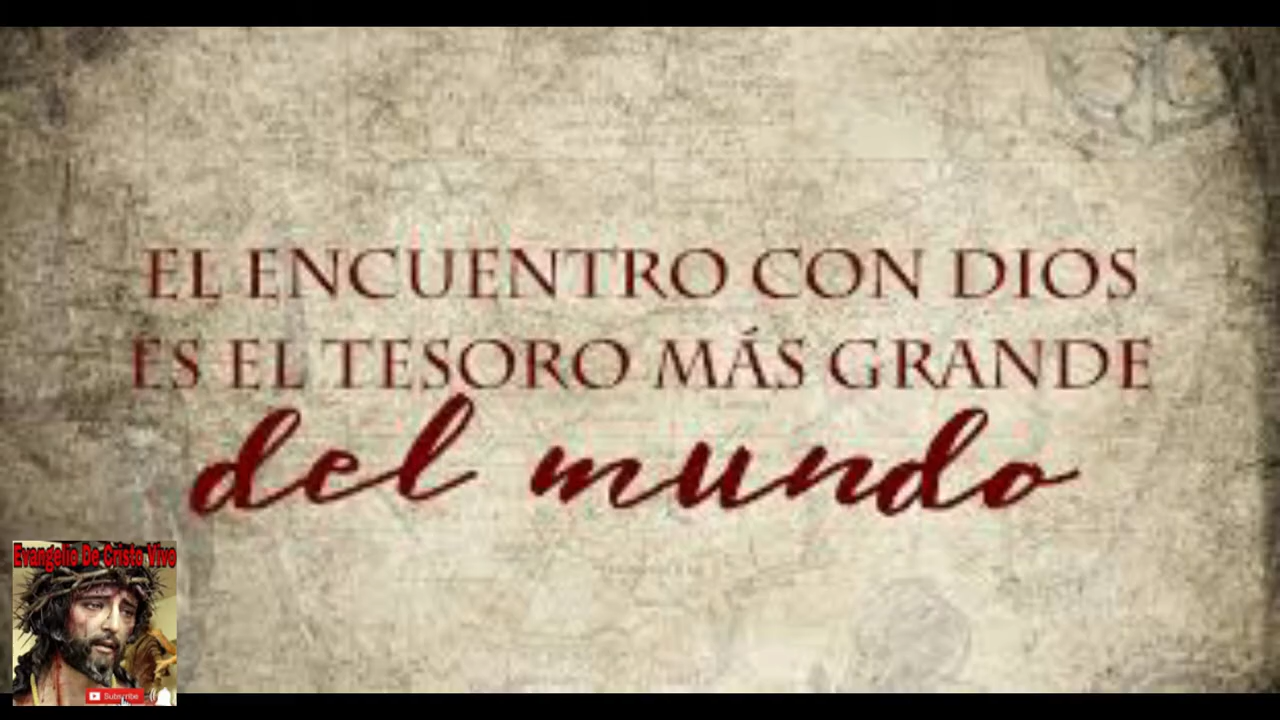 EL ENCUENTRO CON DIOS
ES EL TESORO MÁS GRANDE
del mundo
Evangelio De Cristo Vivo
Subscribe